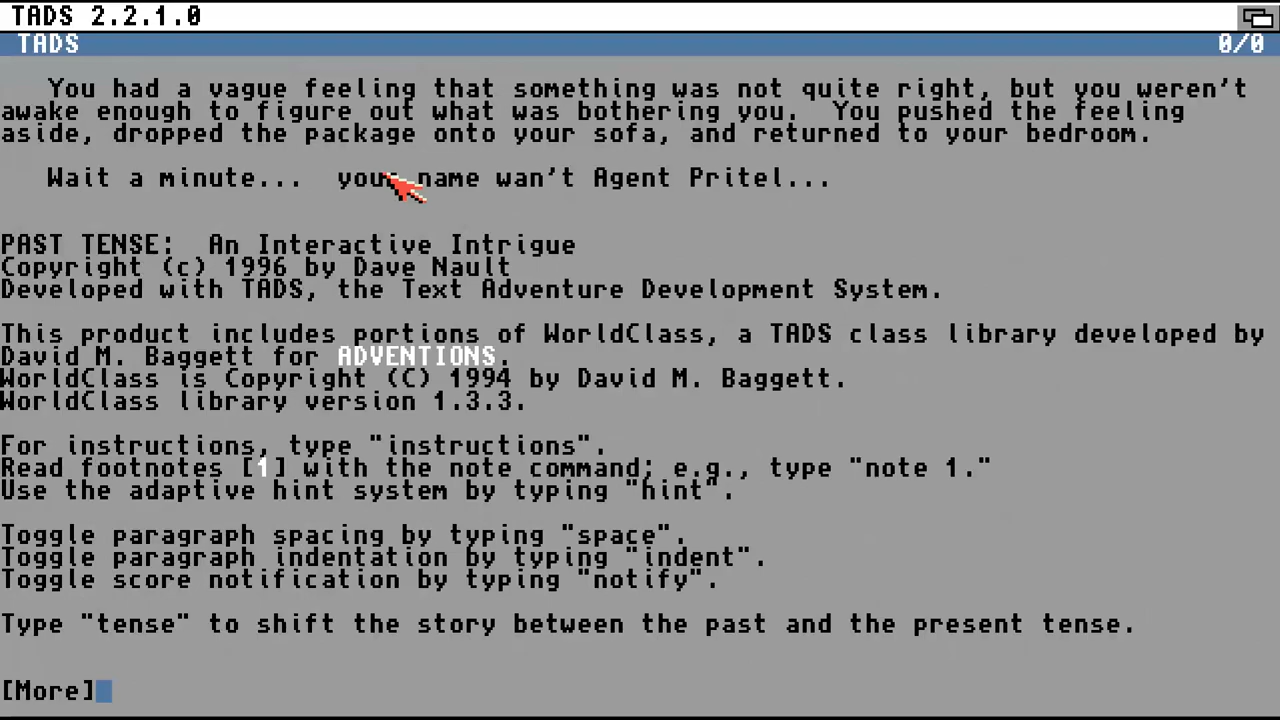 TADS 2.2.1.0
TADS 0/0
You had a vague feeling that something was not quite right, but you weren't
awake enough to figure out what was bothering you. You pushed the feeling
aside, dropped the package onto your sofa, and returned to your bedroom.
Wait a minute... your name wan't Agent Pritel...
PAST TENSE: An Interactive Intrigue
Copyright (c) 1996 by Dave Nault
Developed with TADS, the Text Adventure Development System.
This product includes portions of WorldClass, a TADS class library developed by
David M. Baggett for ADVENTIONS.
WorldClass is Copyright (C) 1994 by David M. Baggett.
WorldClass library version 1.3.3.
For instructions, type "instructions".
Read footnotes [1] with the note command; e.g., type "note 1."
Use the adaptive hint system by typing "hint".
Toggle paragraph spacing by typing "space".
Toggle paragraph indentation by typing "indent".
Toggle score notification by typing "notify".
Type "tense" to shift the story between the past and the present tense.
[More]